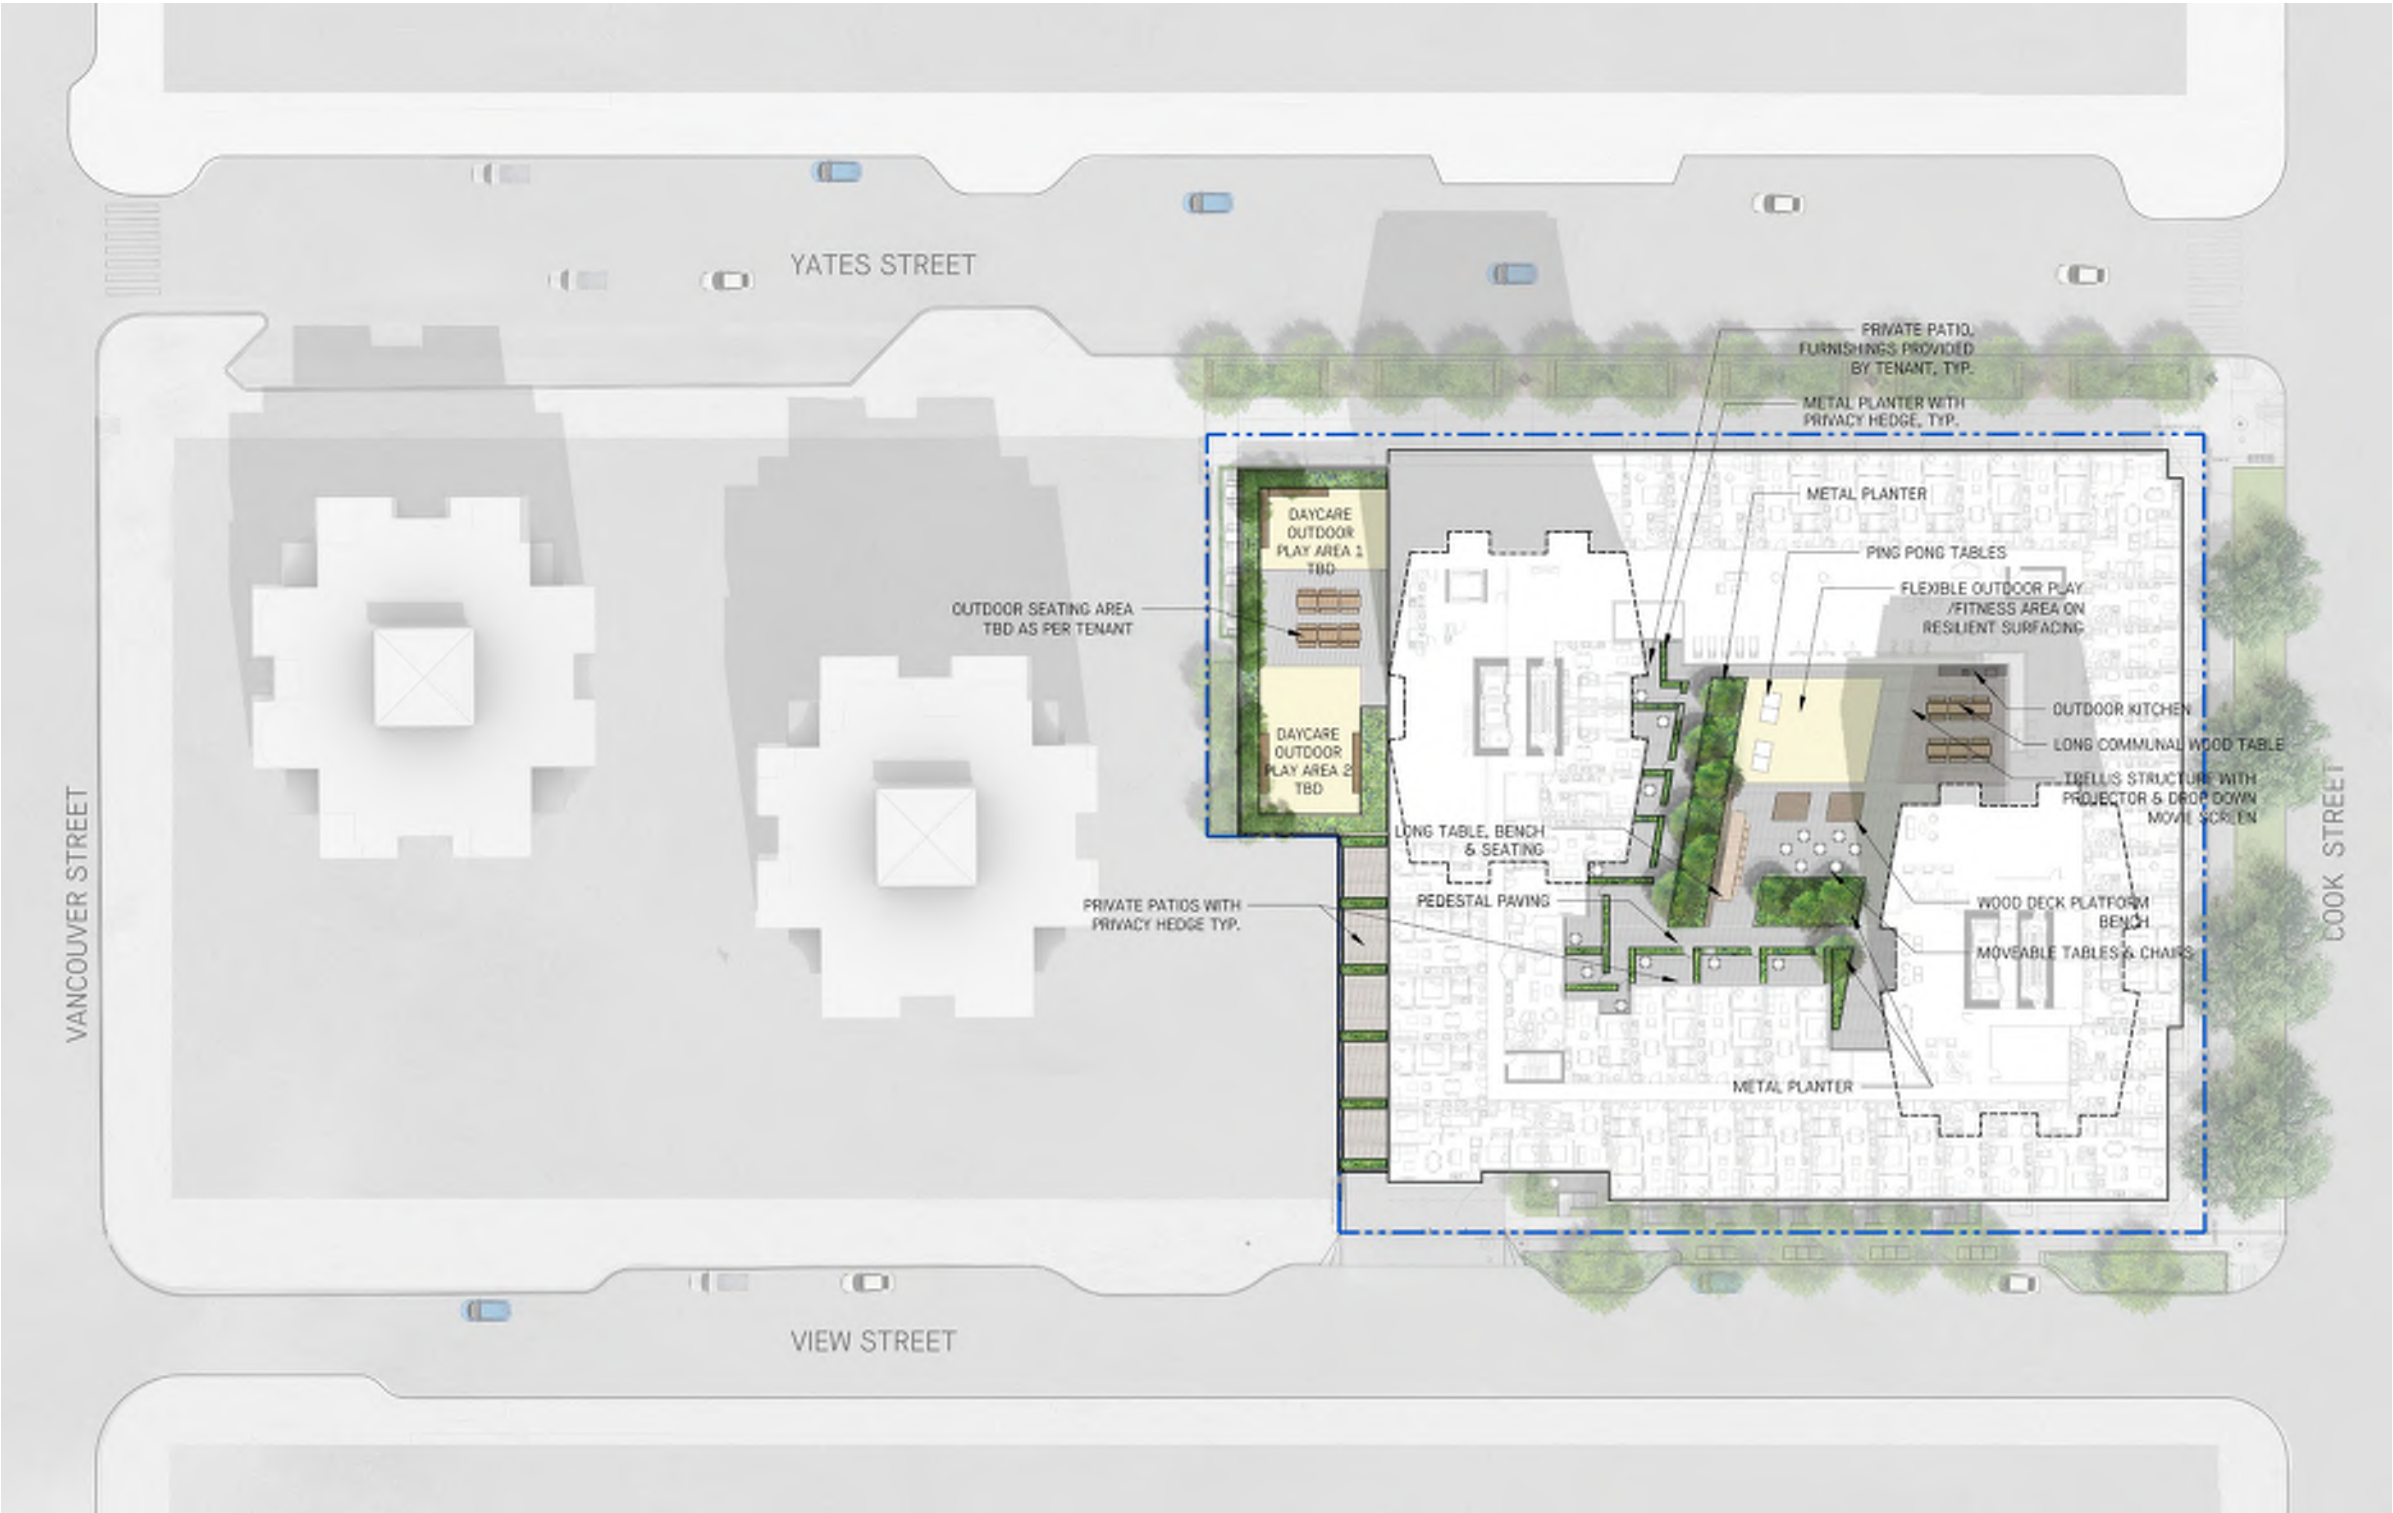 YATES STREET
PRIVATE PATIO,
FURNISHINGS PROVIDED
BY TENANT, TYP.
METAL PLANTER WITH
PRIVACY HEDGE, TYP.
METAL PLANTER
PING PONG TABLES
FLEXIBLE OUTDOOR PLAY
/FITNESS AREA ON
RESILIENT SURFACING
DAYCARE
OUTDOOR
PLAY AREA 1
TBD
OUTDOOR SEATING AREA
TBD AS PER TENANT
OUTDOOR KITCHEN
LONG COMMUNAL WOOD TABLE
TRELLIS STRUCTURE WITH
PROJECTOR & DROP DOWN
MOVIE SCREEN
DAYCARE
OUTDOOR
PLAY AREA 2
TBD
LONG TABLE, BENCH
& SEATING
PEDESTAL PAVING
PRIVATE PATIOS WITH
PRIVACY HEDGE TYP.
WOOD DECK PLATFORM
BENCH
MOVEABLE TABLES & CHAIRS
METAL PLANTER
VANCOUVER STREET
COOK STREET
VIEW STREET